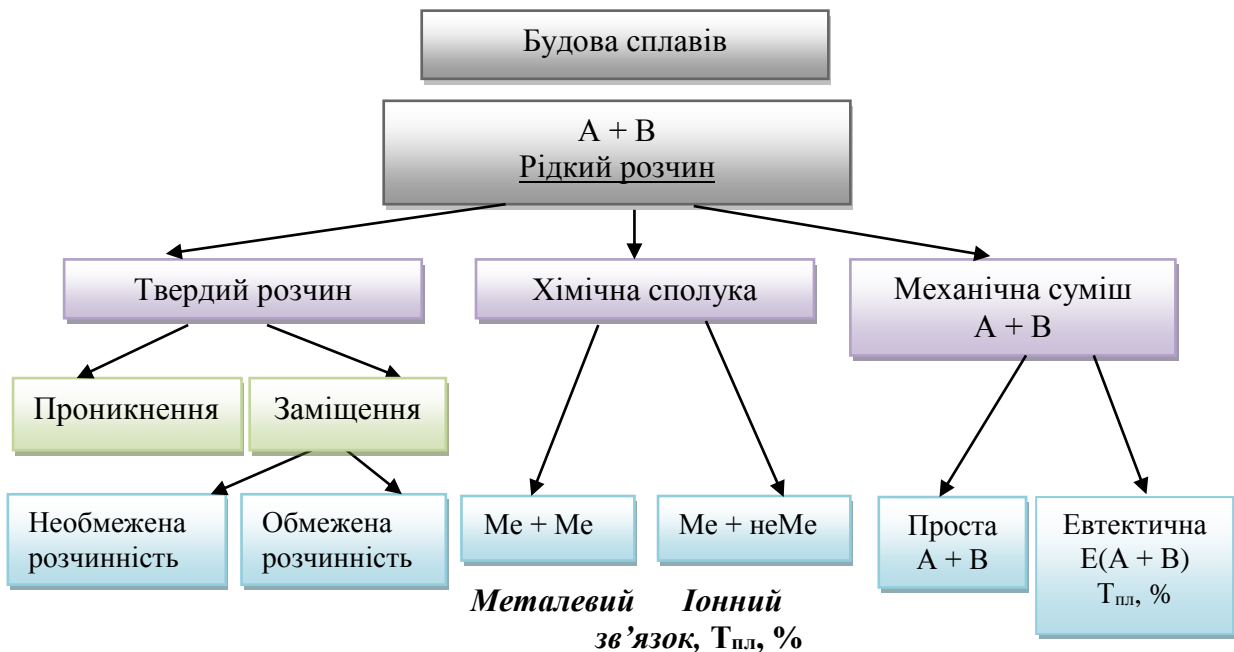 Будова сплавів
А + В
Рідкий розчин
Твердий розчин
Хімічна сполука
Механічна суміш
А + В
Проникнення
Заміщення
Необмежена
розчинність
Обмежена
розчинність
Ме + Ме
Ме + неМе
Проста
А + В
Евтектична
Е(А + В)
Тпл, %
Металевий Іонний
зв’язок, Тпл, %